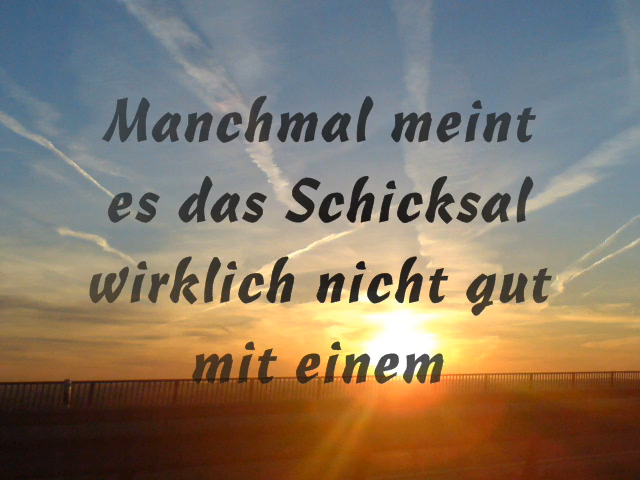 Manchmal meint
es das Schicksal
wirklich nicht gut
mit einem